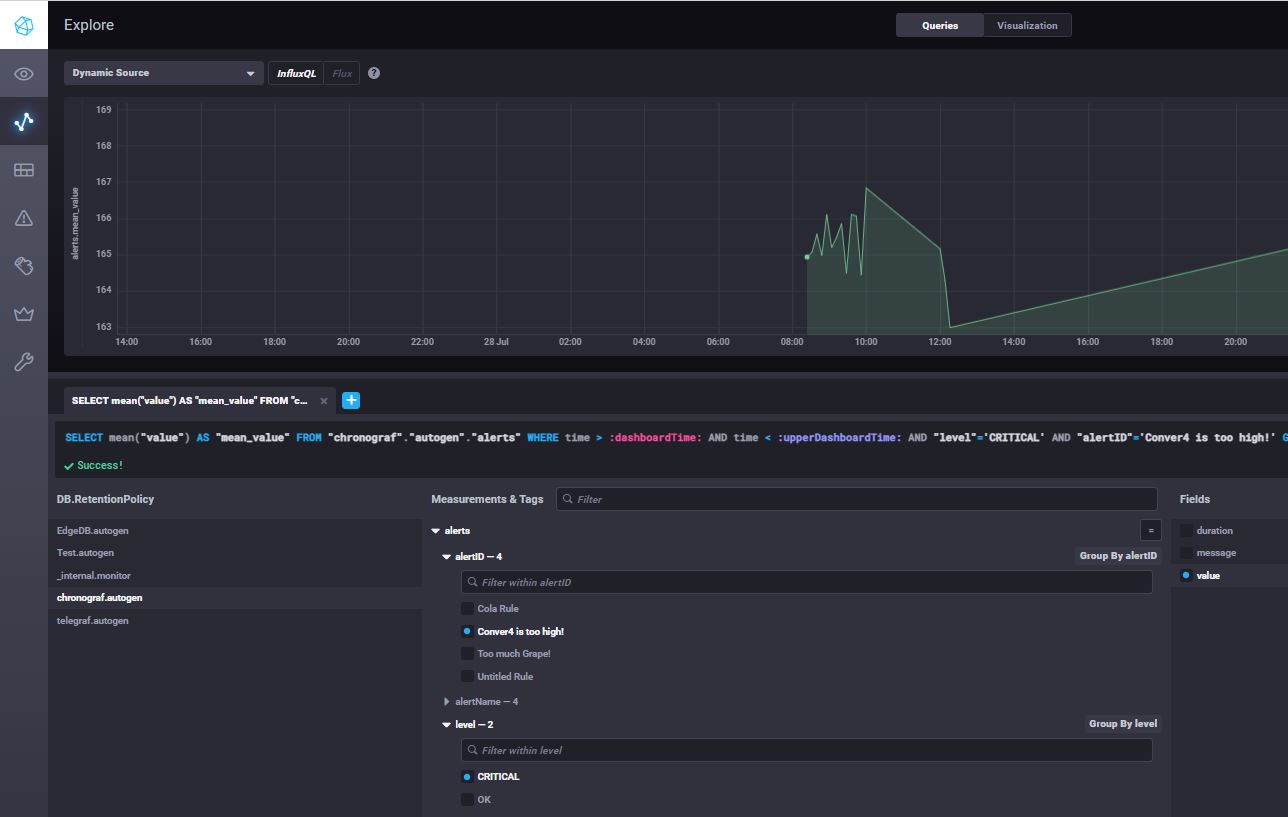 Explore
Queries Visualization
Dynamic Source InfluxQL Flux ?
alerts.mean_value
169
168
167
166
165
164
163
14:00 16:00 18:00 20:00 22:00 28 Jul 02:00 04:00 06:00 08:00 10:00 12:00 14:00 16:00 18:00 20:00
SELECT mean("value") AS "mean_value" FROM "c... × +
SELECT mean("value") AS "mean_value" FROM "chronograf"."autogen"."alerts" WHERE time > :dashboardTime: AND time < :upperDashboardTime: AND "level"='CRITICAL' AND "alertID"='Conver4 is too high!' G
Success!
DB.RetentionPolicy
EdgeDB.autogen
Test.autogen
_internal.monitor
chronograf.autogen
telegraf.autogen
Measurements & Tags Filter
alerts =
alertID — 4 Group By alertID
Filter within alertID
Cola Rule
Conver4 is too high!
Too much Grape!
Untitled Rule
alertName — 4
level — 2 Group By level
Filter within level
CRITICAL
OK
Fields
duration
message
value